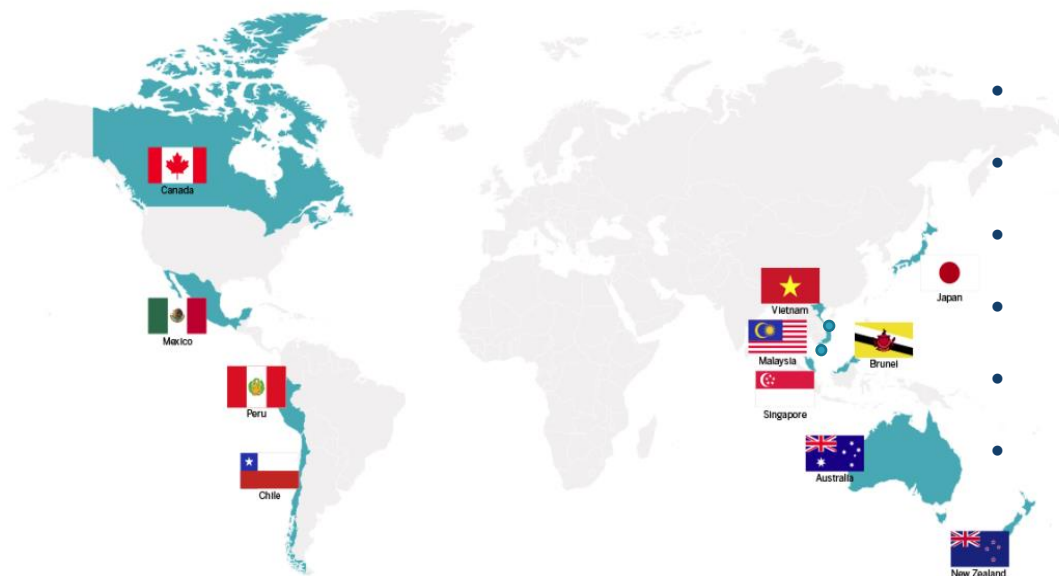 Canada
Mexico
Peru
Chile
Vietnam
Malaysia
Singapore
Brunei
Japan
Australia
New Zealand